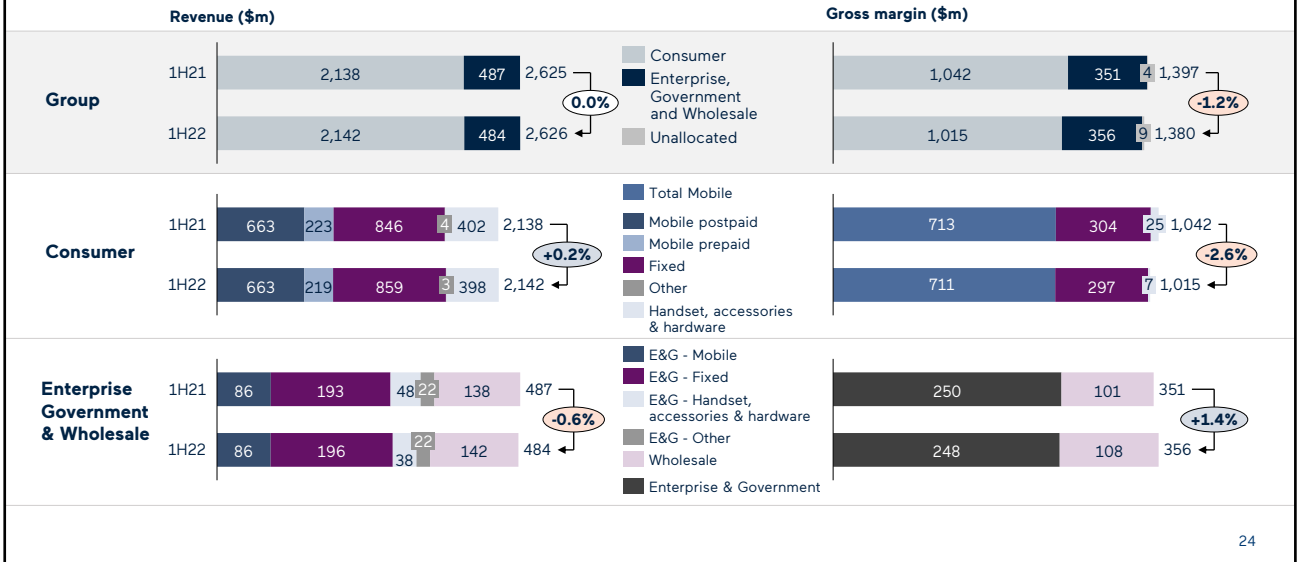 Revenue ($m)
Gross margin ($m)
Group
1H21
2,138
487
2,625
0.0%
1H22
2,142
484
2,626
Consumer
Enterprise,
Government
and Wholesale
Unallocated
1,042
351
4
1,397
-1.2%
1,015
356
9
1,380
Consumer
1H21
663
223
846
4
402
2,138
+0.2%
1H22
663
219
859
3
398
2,142
Total Mobile
Mobile postpaid
Mobile prepaid
Fixed
Other
Handset, accessories
& hardware
713
304
25
1,042
-2.6%
711
297
7
1,015
Enterprise
Government
& Wholesale
1H21
86
193
48
22
138
487
-0.6%
1H22
86
196
38
22
142
484
E&G - Mobile
E&G - Fixed
E&G - Handset,
accessories & hardware
E&G - Other
Wholesale
Enterprise & Government
250
101
351
+1.4%
248
108
356
24